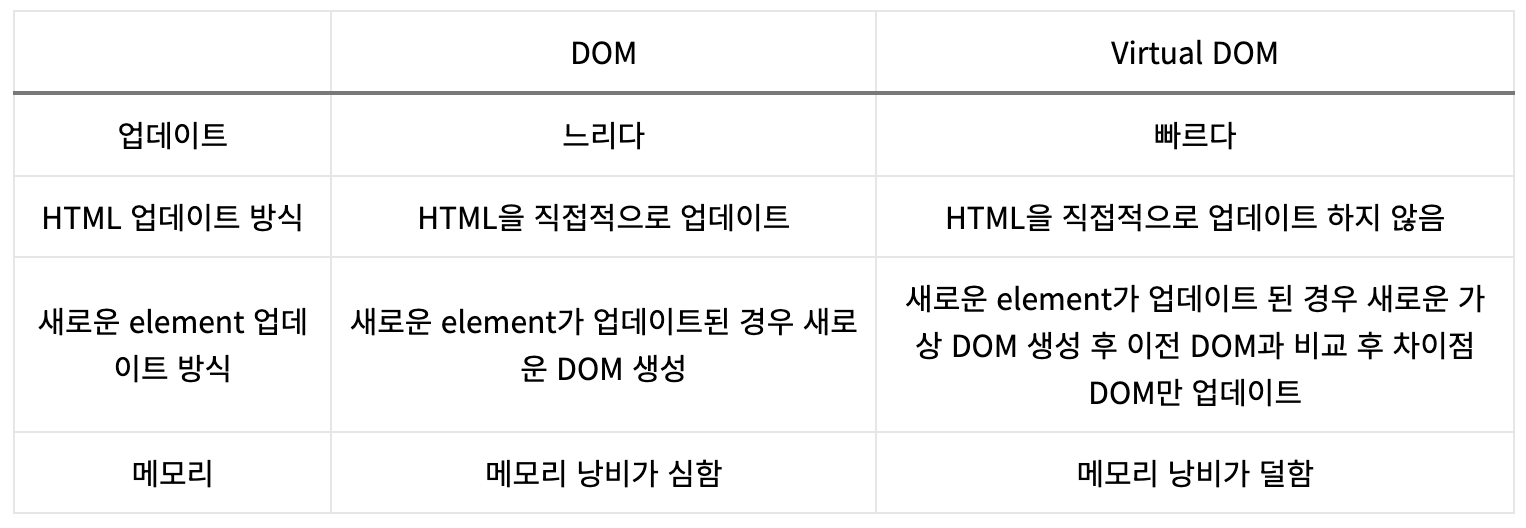 DOM
Virtual DOM
업데이트
느리다
빠르다
HTML 업데이트 방식
HTML을 직접적으로 업데이트
HTML을 직접적으로 업데이트 하지 않음
새로운 element 업데
이트 방식
새로운 element가 업데이트된 경우 새로
운 DOM 생성
새로운 element가 업데이트 된 경우 새로운 가
상 DOM 생성 후 이전 DOM과 비교 후 차이점
DOM만 업데이트
메모리
메모리 낭비가 심함
메모리 낭비가 덜함